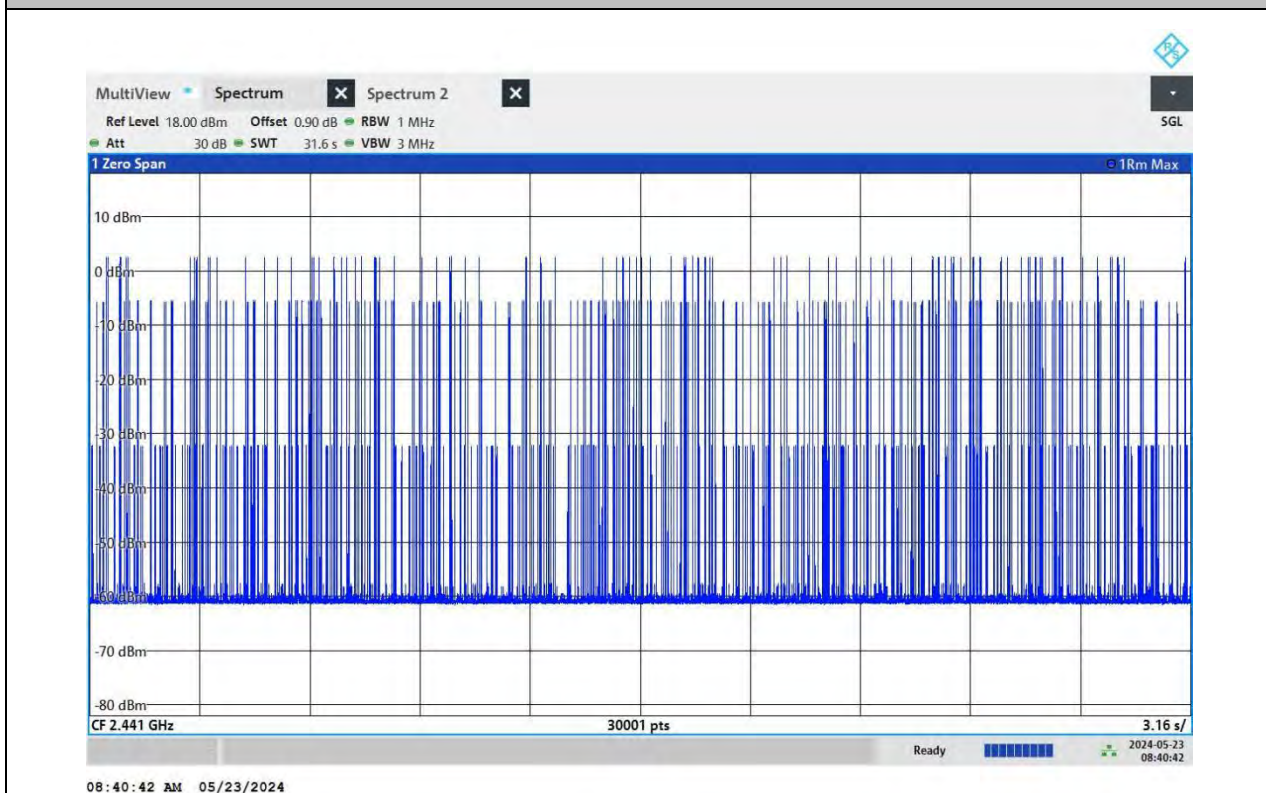 R S
MultiView Spectrum X Spectrum 2 X
Ref Level 18.00 dBm Offset 0.90 dB RBW 1 MHz SGL
Att 30 dB SWT 31.6 s VBW 3 MHz
1 Zero Span 1Rm Max
10 dBm
0 dBm
-10 dBm
-20 dBm
-30 dBm
-40 dBm
-50 dBm
-60 dBm
-70 dBm
-80 dBm
CF 2.441 GHz 30001 pts 3.16 s/
Ready 2024-05-23
08:40:42
08:40:42 AM 05/23/2024